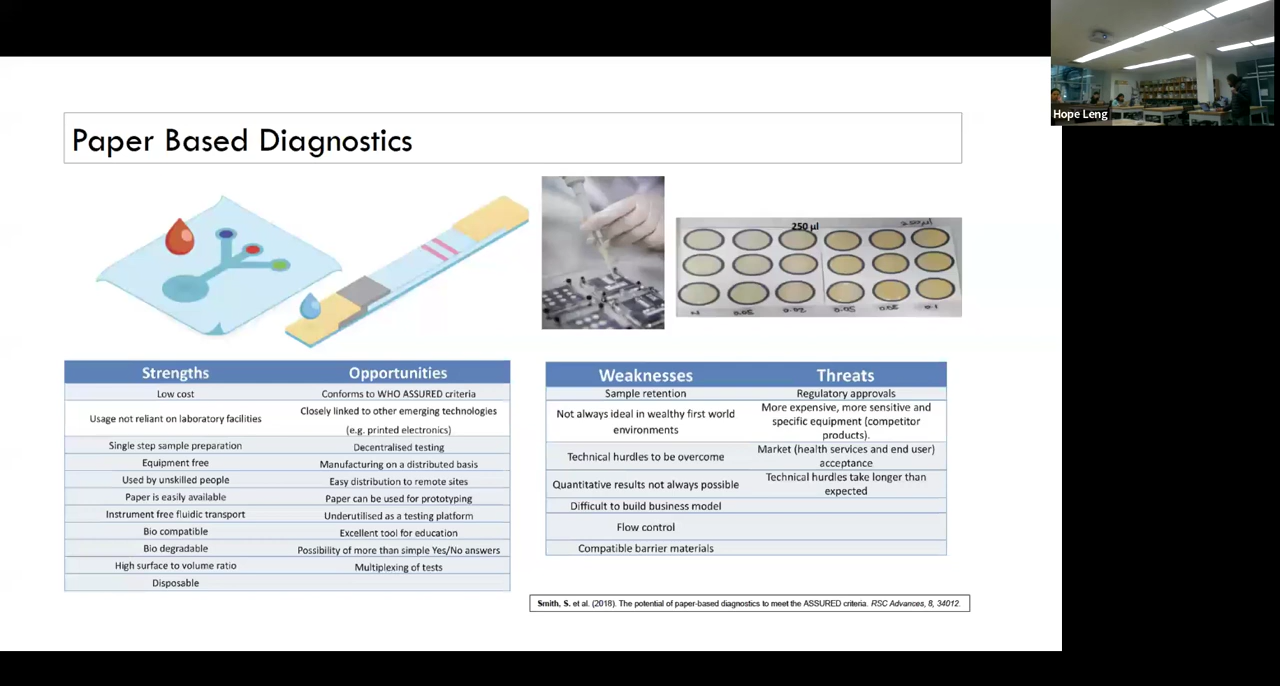 Hope Leng
Paper Based Diagnostics
250 µl
0.05
0.05
0.1
Strengths Opportunities
Low cost Conforms to WHO ASSURED criteria
Usage not reliant on laboratory facilities Closely linked to other emerging technologies
(e.g. printed electronics)
Single step sample preparation Decentralised testing
Equipment free Manufacturing on a distributed basis
Used by unskilled people Easy distribution to remote sites
Paper is easily available Paper can be used for prototyping
Instrument free fluidic transport Underutilised as a testing platform
Bio compatible Excellent tool for education
Bio degradable Possibility of more than simple Yes/No answers
High surface to volume ratio Multiplexing of tests
Disposable
Weaknesses Threats
Sample retention Regulatory approvals
Not always ideal in wealthy first world
environments
More expensive, more sensitive and
specific equipment (competitor
products).
Technical hurdles to be overcome
Market (health services and end user)
acceptance
Quantitative results not always possible
Technical hurdles take longer than
expected
Difficult to build business model
Flow control
Compatible barrier materials
Smith, S. et al. (2018). The potential of paper-based diagnostics to meet the ASSURED criteria. RSC Advances, 8, 34012.